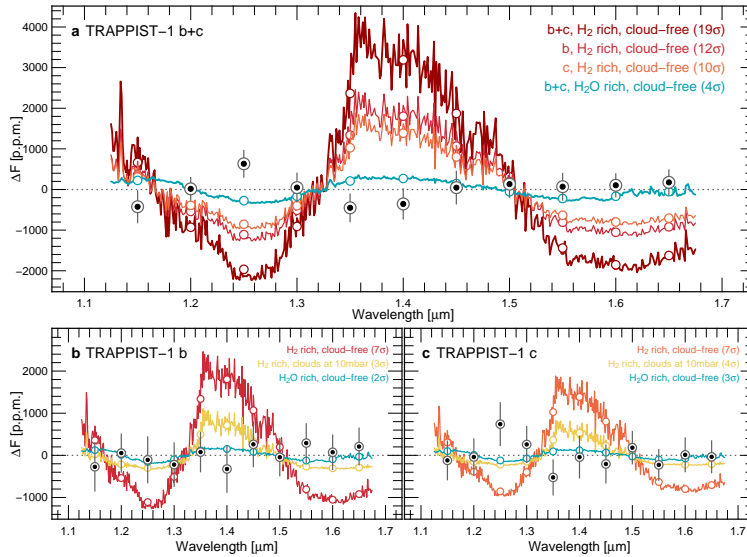 a TRAPPIST−1 b+c
b+c, H2 rich, cloud−free (19σ)
b, H2 rich, cloud−free (12σ)
c, H2 rich, cloud−free (10σ)
b+c, H2O rich, cloud−free (4σ)
ΔF [p.p.m.]
4000
3000
2000
1000
0
−1000
−2000
1.1 1.2 1.3 1.4 1.5 1.6 1.7
Wavelength [μm]
b TRAPPIST−1 b
H2 rich, cloud−free (7σ)
H2 rich, clouds at 10mbar (3σ)
H2O rich, cloud−free (2σ)
ΔF [p.p.m.]
2000
1000
0
−1000
1.1 1.2 1.3 1.4 1.5 1.6 1.7
Wavelength [μm]
c TRAPPIST−1 c
H2 rich, cloud−free (7σ)
H2 rich, clouds at 10mbar (4σ)
H2O rich, cloud−free (3σ)
1.1 1.2 1.3 1.4 1.5 1.6 1.7
Wavelength [μm]